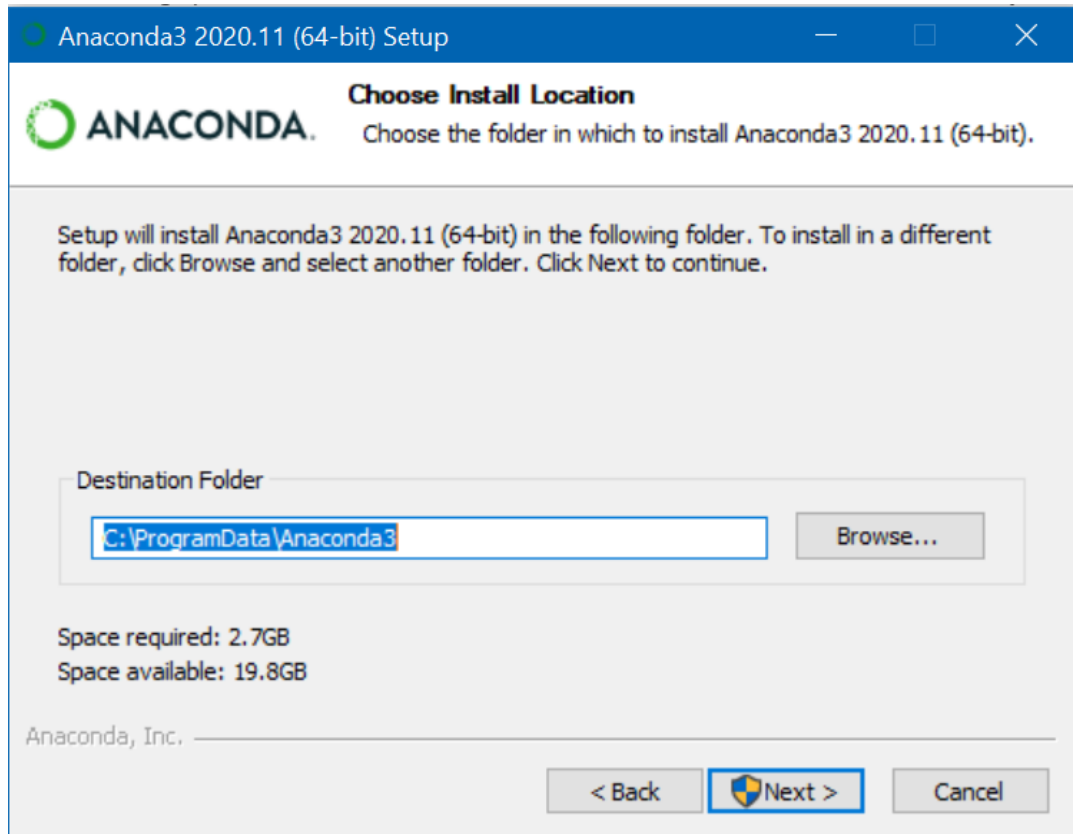 Anaconda3 2020.11 (64-bit) Setup
ANACONDA.
Choose Install Location
Choose the folder in which to install Anaconda3 2020.11 (64-bit).
Setup will install Anaconda3 2020.11 (64-bit) in the following folder. To install in a different
folder, click Browse and select another folder. Click Next to continue.
Destination Folder
C:\ProgramData\Anaconda3
Browse...
Space required: 2.7GB
Space available: 19.8GB
Anaconda, Inc.
< Back
Next >
Cancel